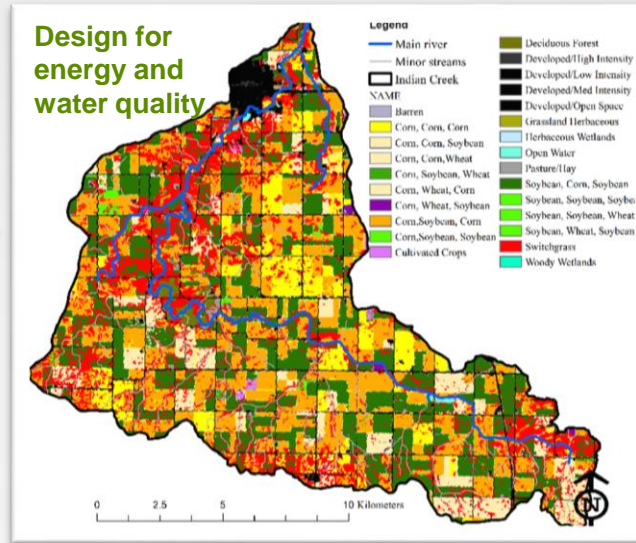 Design for
energy and
water quality
Legend
Main river
Minor streams
Indian Creek
NAME
Barren
Corn, Corn, Corn
Corn, Corn, Soybean
Corn, Corn,Wheat
Corn, Soybean, Wheat
Corn, Wheat, Corn
Corn, Wheat, Soybean
Corn,Soybean, Corn
Corn,Soybean, Soybean
Cultivated Crops
Deciduous Forest
Developed/High Intensity
Developed/Low Intensity
Developed/Med Intensity
Developed/Open Space
Grassland Herbaceous
Herbaceous Wetlands
Open Water
Pasture/Hay
Soybean, Corn, Soybean
Soybean, Soybean, Soybe
Soybean, Soybean, Wheat
Soybean, Wheat, Soybean
Switchgrass
Woody Wetlands
0 2.5 5 10 Kilometers
N